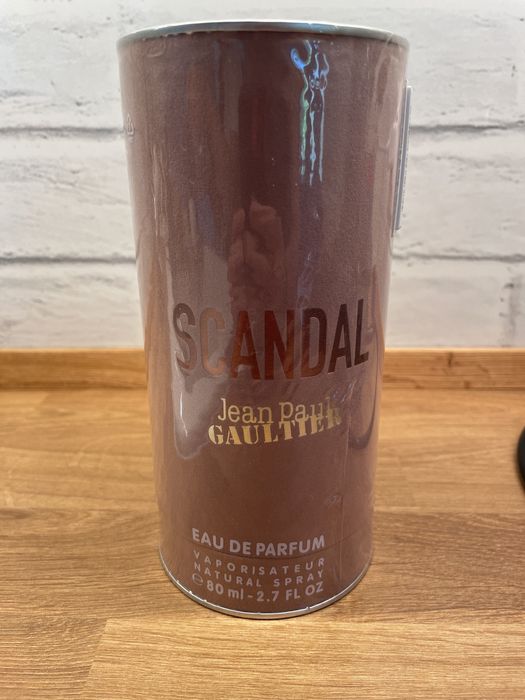 SCANDAL
Jean Paul
GAULTIER
EAU DE PARFUM
VAPORISATEUR
NATURAL SPRAY
℮80 ml - 2.7 FL OZ